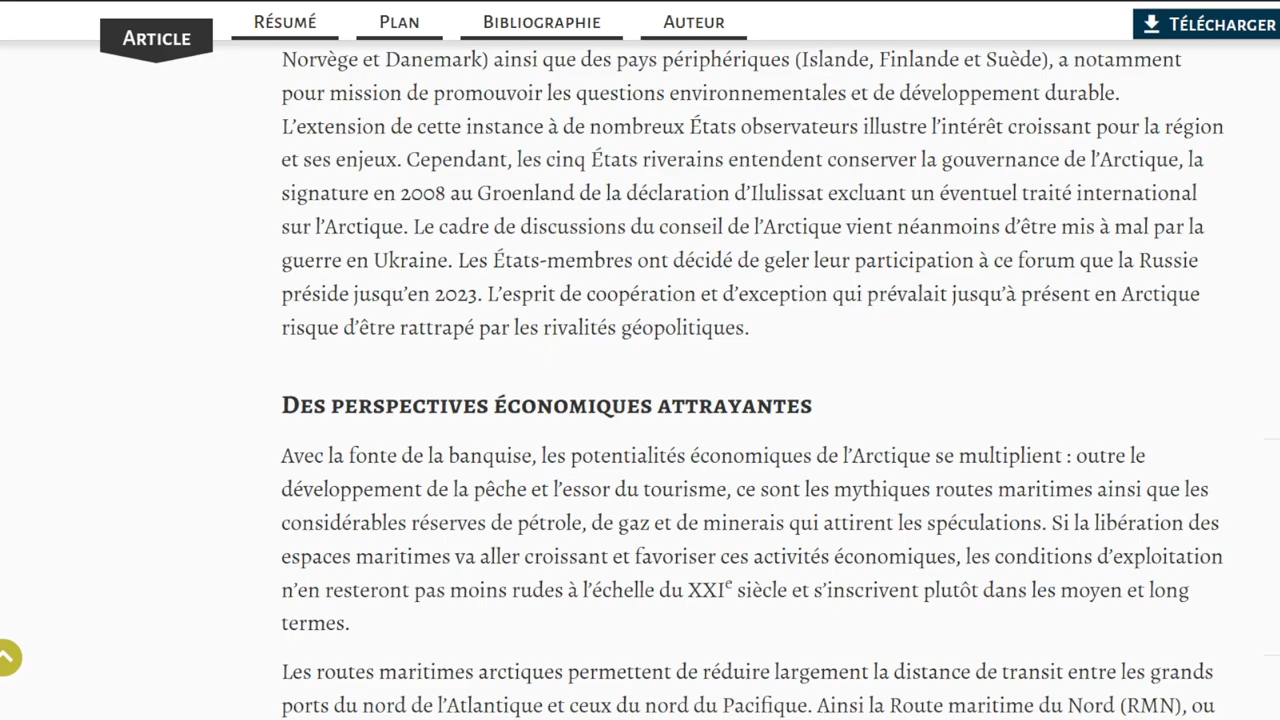 Article
Résumé
Plan
Bibliographie
Auteur
Télécharger
Norvège et Danemark) ainsi que des pays périphériques (Islande, Finlande et Suède), a notamment
pour mission de promouvoir les questions environnementales et de développement durable.
L’extension de cette instance à de nombreux États observateurs illustre l’intérêt croissant pour la région
et ses enjeux. Cependant, les cinq États riverains entendent conserver la gouvernance de l’Arctique, la
signature en 2008 au Groenland de la déclaration d’Ilulissat excluant un éventuel traité international
sur l’Arctique. Le cadre de discussions du conseil de l’Arctique vient néanmoins d’être mis à mal par la
guerre en Ukraine. Les États-membres ont décidé de geler leur participation à ce forum que la Russie
préside jusqu’en 2023. L’esprit de coopération et d’exception qui prévalait jusqu’à présent en Arctique
risque d’être rattrapé par les rivalités géopolitiques.
Des perspectives économiques attrayantes
Avec la fonte de la banquise, les potentialités économiques de l’Arctique se multiplient : outre le
développement de la pêche et l’essor du tourisme, ce sont les mythiques routes maritimes ainsi que les
considérables réserves de pétrole, de gaz et de minerais qui attirent les spéculations. Si la libération des
espaces maritimes va aller croissant et favoriser ces activités économiques, les conditions d’exploitation
n’en resteront pas moins rudes à l’échelle du XXIe siècle et s’inscrivent plutôt dans les moyen et long
termes.
Les routes maritimes arctiques permettent de réduire largement la distance de transit entre les grands
ports du nord de l’Atlantique et ceux du nord du Pacifique. Ainsi la Route maritime du Nord (RMN), ou